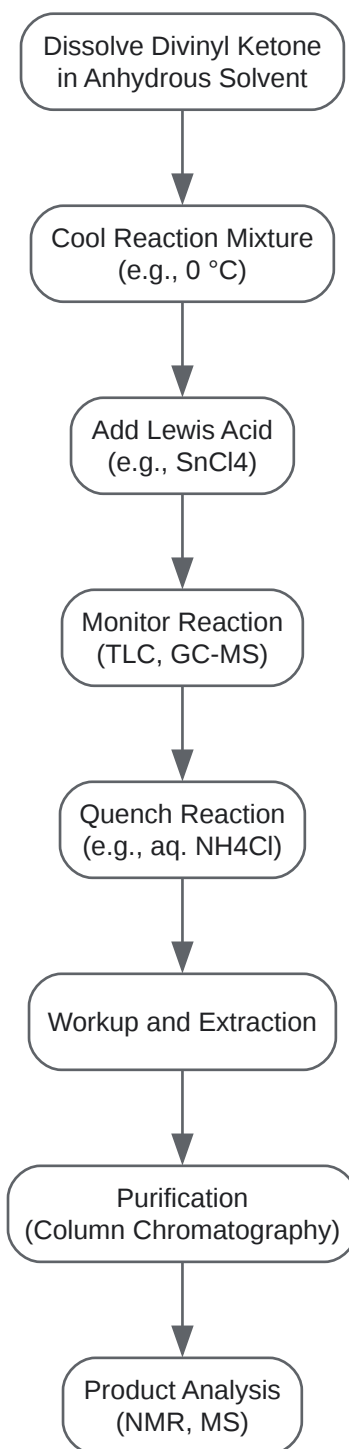 Dissolve Divinyl Ketone
in Anhydrous Solvent
Cool Reaction Mixture
(e.g., 0 °C)
Add Lewis Acid
(e.g., SnCl4)
Monitor Reaction
(TLC, GC-MS)
Quench Reaction
(e.g., aq. NH4Cl)
Workup and Extraction
Purification
(Column Chromatography)
Product Analysis
(NMR, MS)